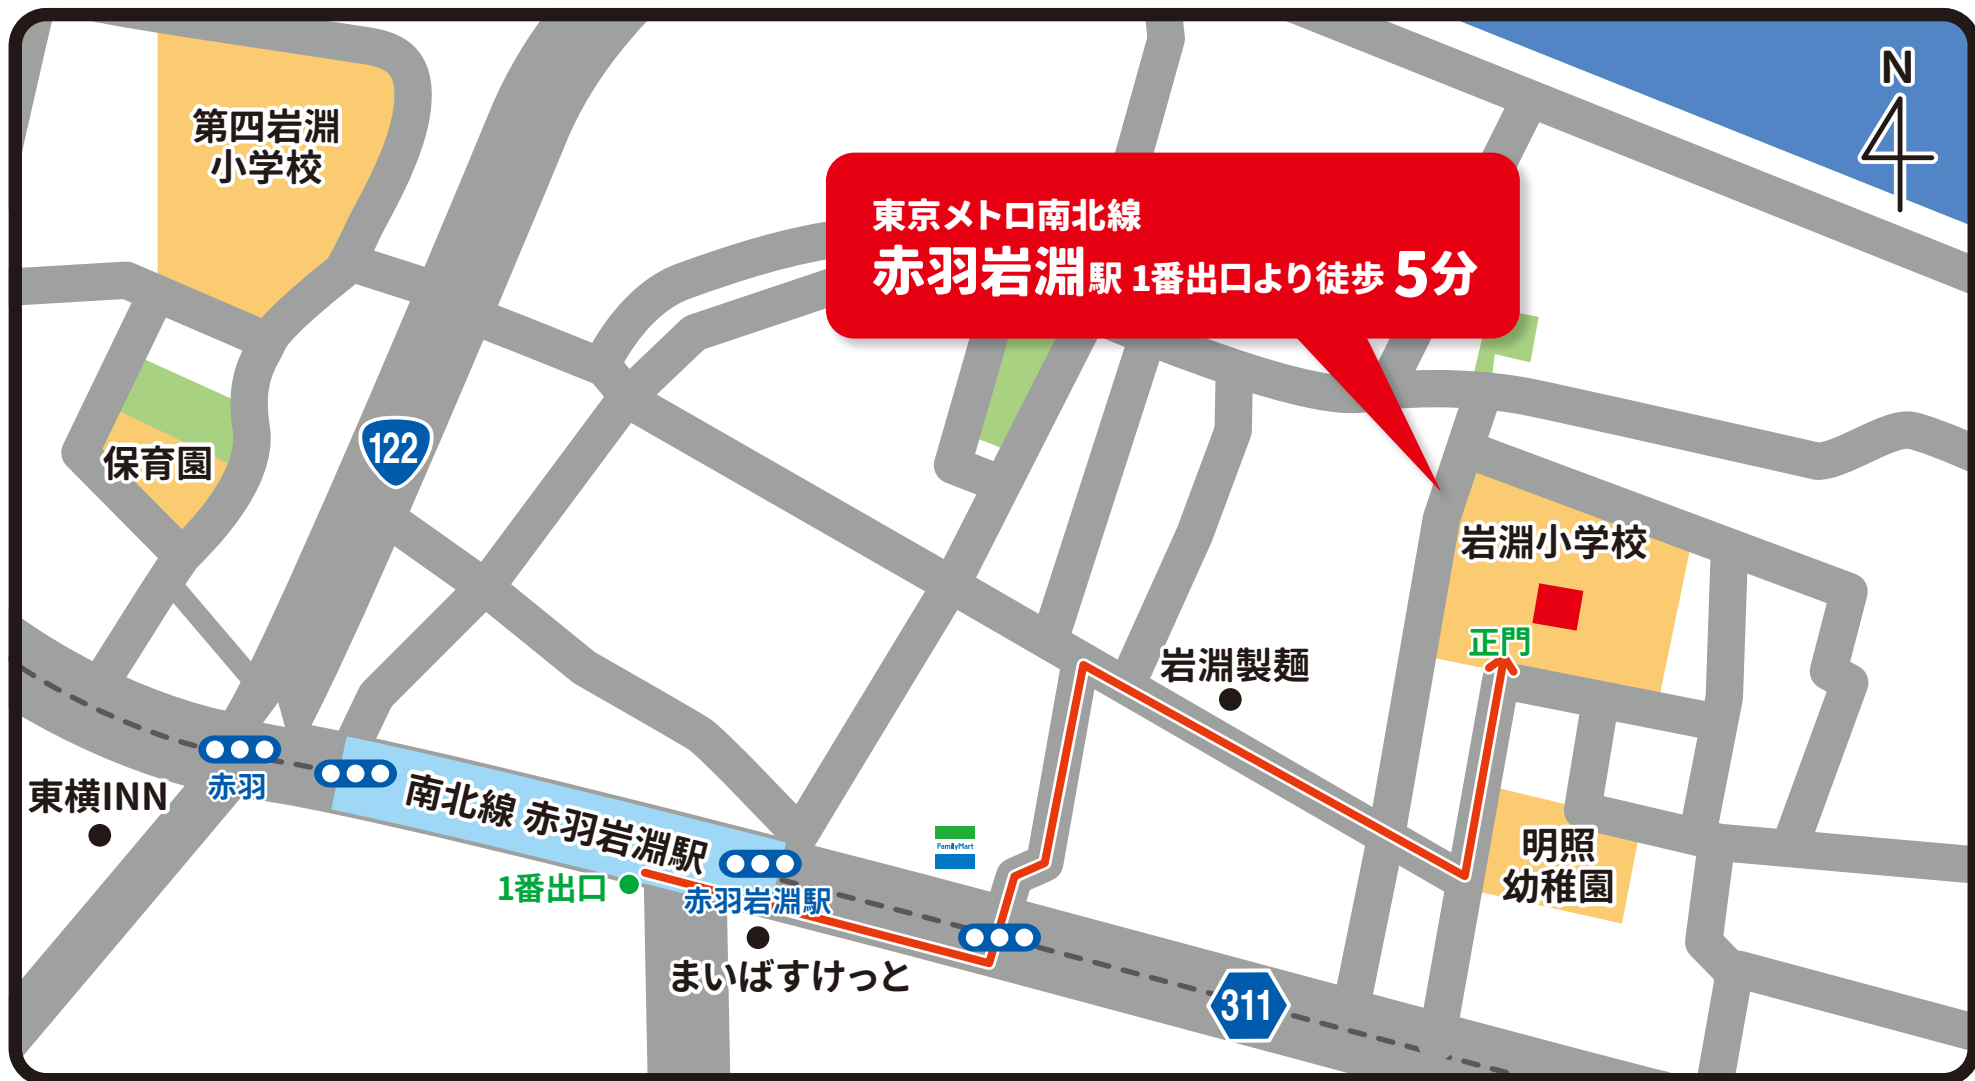 N
第四岩淵
小学校
東京メトロ南北線
赤羽岩淵駅 1番出口より徒歩 5分
122
保育園
岩淵小学校
正門
岩淵製麺
東横INN
赤羽
南北線 赤羽岩淵駅
FamilyMart
1番出口
赤羽岩淵駅
まいばすけっと
明照
幼稚園
311